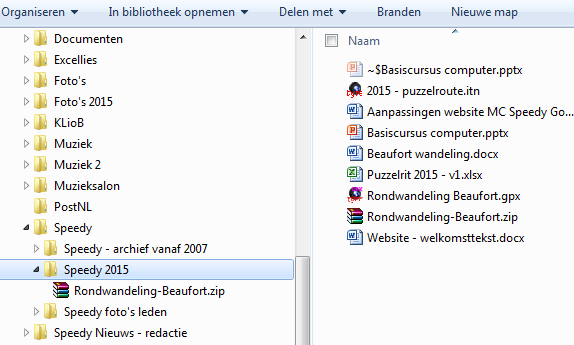 Organiseren In bibliotheek opnemen Delen met Branden Nieuwe map
Documenten
Excellies
Foto's
Foto's 2015
KLioB
Muziek
Muziek 2
Muzieksalon
PostNL
Speedy
Speedy - archief vanaf 2007
Speedy 2015
Rondwandeling-Beaufort.zip
Speedy foto's leden
Speedy Nieuws - redactie
Naam
~$Basiscursus computer.pptx
2015 - puzzelroute.itn
Aanpassingen website MC Speedy Go...
Basiscursus computer.pptx
Beaufort wandeling.docx
Puzzelrit 2015 - v1.xlsx
Rondwandeling Beaufort.gpx
Rondwandeling-Beaufort.zip
Website - welkomsttekst.docx